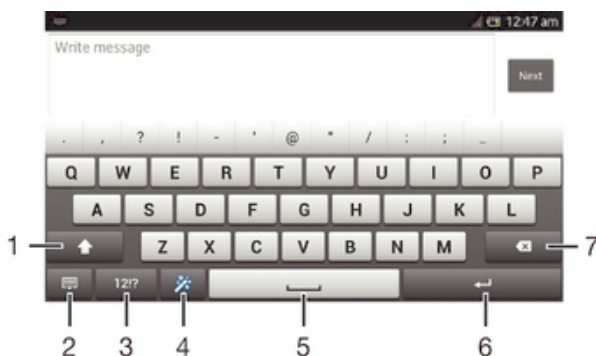 12:47 am
Write message
Next
. , ? ! - ' @ " / : ; _
Q W E R T Y U I O P
A S D F G H J K L
1 Z X C V B N M 7
12!?
2 3 4 5 6